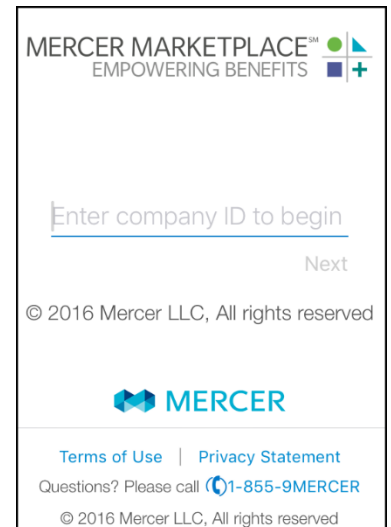 MERCER MARKETPLACE℠
EMPOWERING BENEFITS
Enter company ID to begin
Next
© 2016 Mercer LLC, All rights reserved
MERCER
Terms of Use | Privacy Statement
Questions? Please call 1-855-9MERCER
© 2016 Mercer LLC, All rights reserved